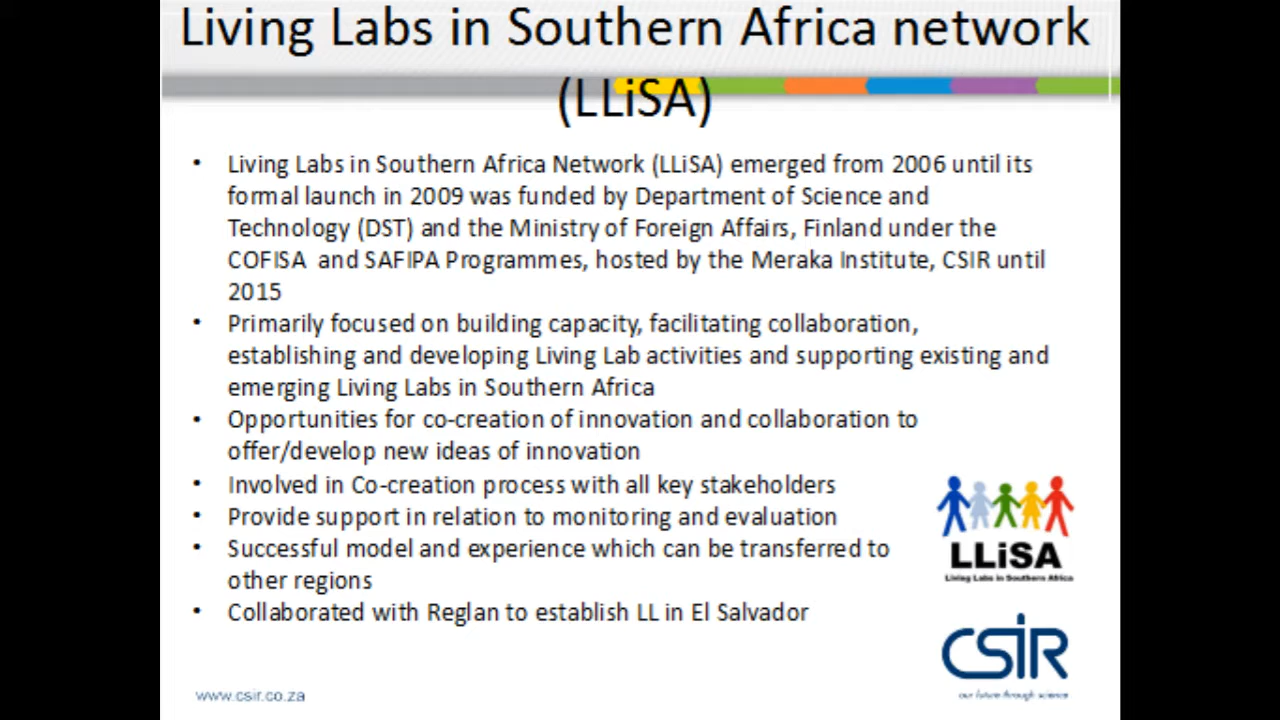 Living Labs in Southern Africa network
(LLiSA)
• Living Labs in Southern Africa Network (LLiSA) emerged from 2006 until its
formal launch in 2009 was funded by Department of Science and
Technology (DST) and the Ministry of Foreign Affairs, Finland under the
COFISA and SAFIPA Programmes, hosted by the Meraka Institute, CSIR until
2015
• Primarily focused on building capacity, facilitating collaboration,
establishing and developing Living Lab activities and supporting existing and
emerging Living Labs in Southern Africa
• Opportunities for co-creation of innovation and collaboration to
offer/develop new ideas of innovation
• Involved in Co-creation process with all key stakeholders
• Provide support in relation to monitoring and evaluation
• Successful model and experience which can be transferred to
other regions
• Collaborated with Reglan to establish LL in El Salvador
LLiSA
Living Labs in Southern Africa
CSIR
our future through science
www.csir.co.za